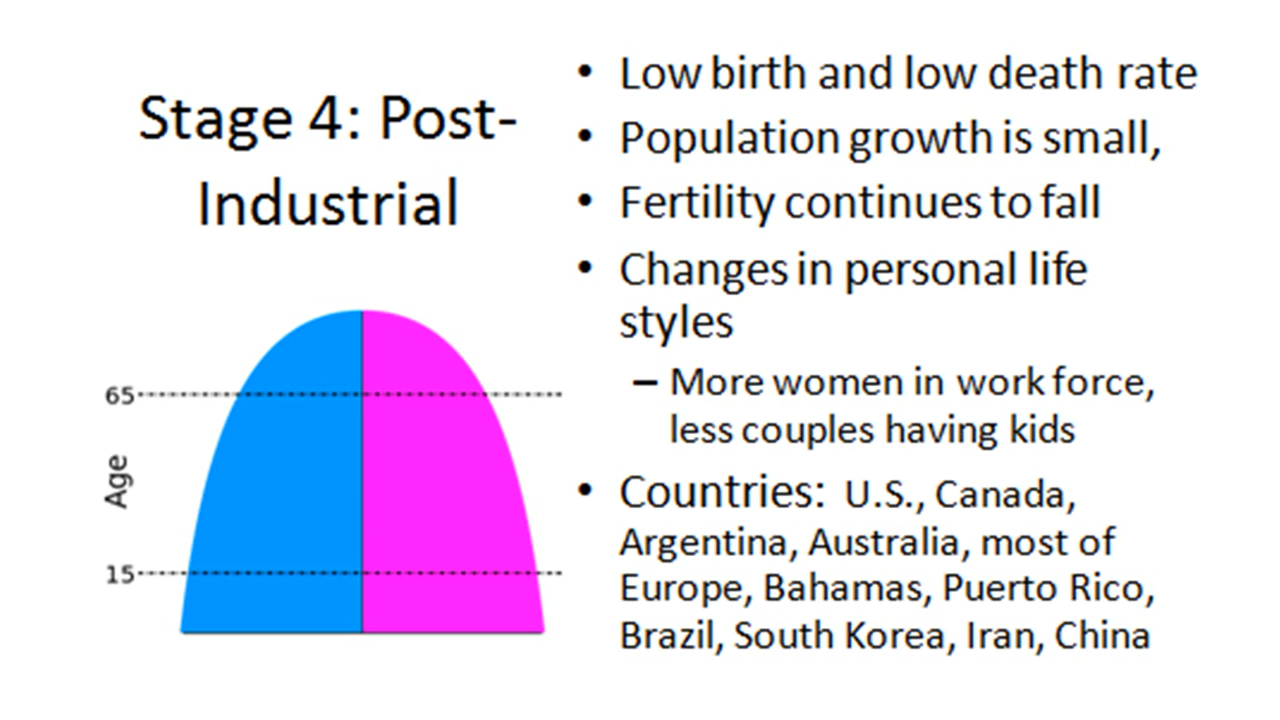 Stage 4: Post-
Industrial
65
Age
15
• Low birth and low death rate
• Population growth is small,
• Fertility continues to fall
• Changes in personal life
styles
– More women in work force,
less couples having kids
• Countries: U.S., Canada,
Argentina, Australia, most of
Europe, Bahamas, Puerto Rico,
Brazil, South Korea, Iran, China